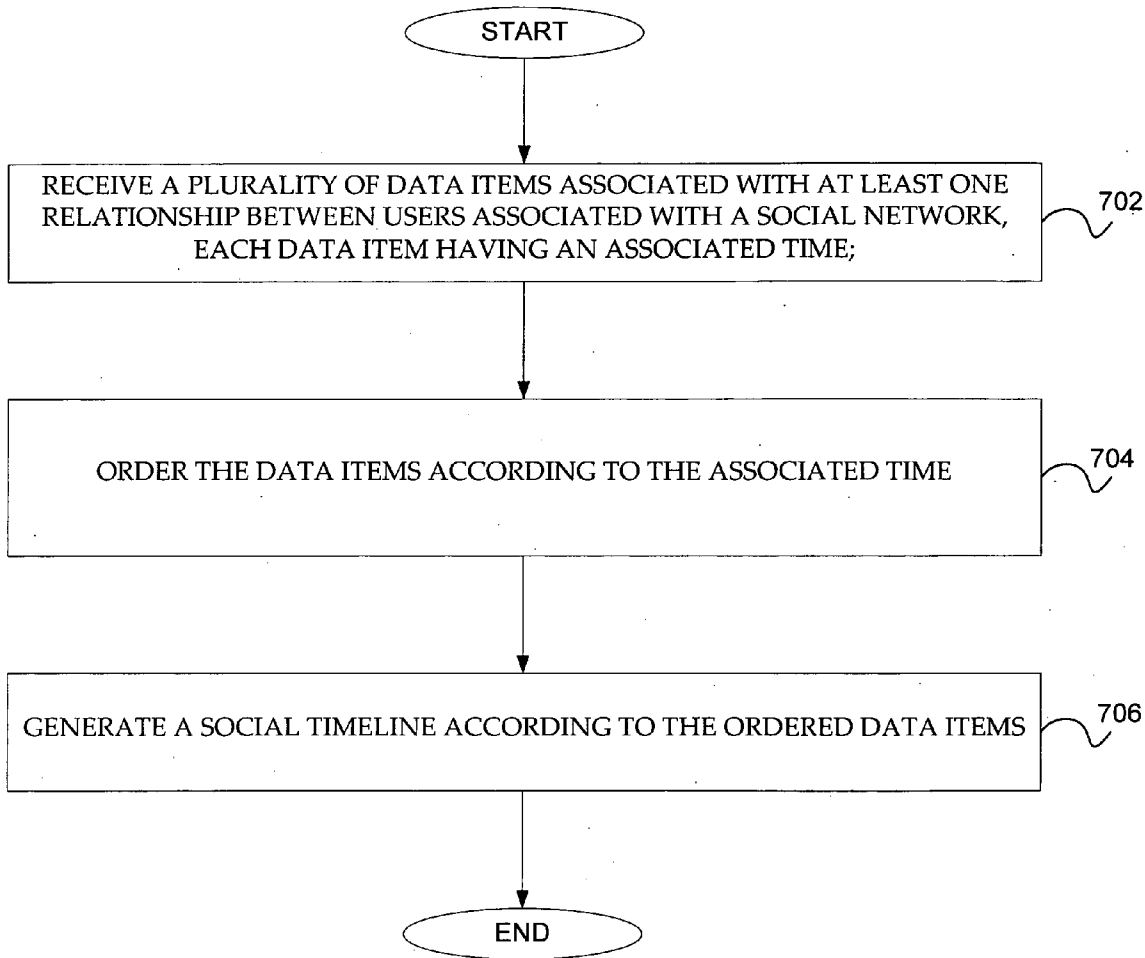 START
RECEIVE A PLURALITY OF DATA ITEMS ASSOCIATED WITH AT LEAST ONE
RELATIONSHIP BETWEEN USERS ASSOCIATED WITH A SOCIAL NETWORK,
EACH DATA ITEM HAVING AN ASSOCIATED TIME;
702
ORDER THE DATA ITEMS ACCORDING TO THE ASSOCIATED TIME
704
GENERATE A SOCIAL TIMELINE ACCORDING TO THE ORDERED DATA ITEMS
706
END